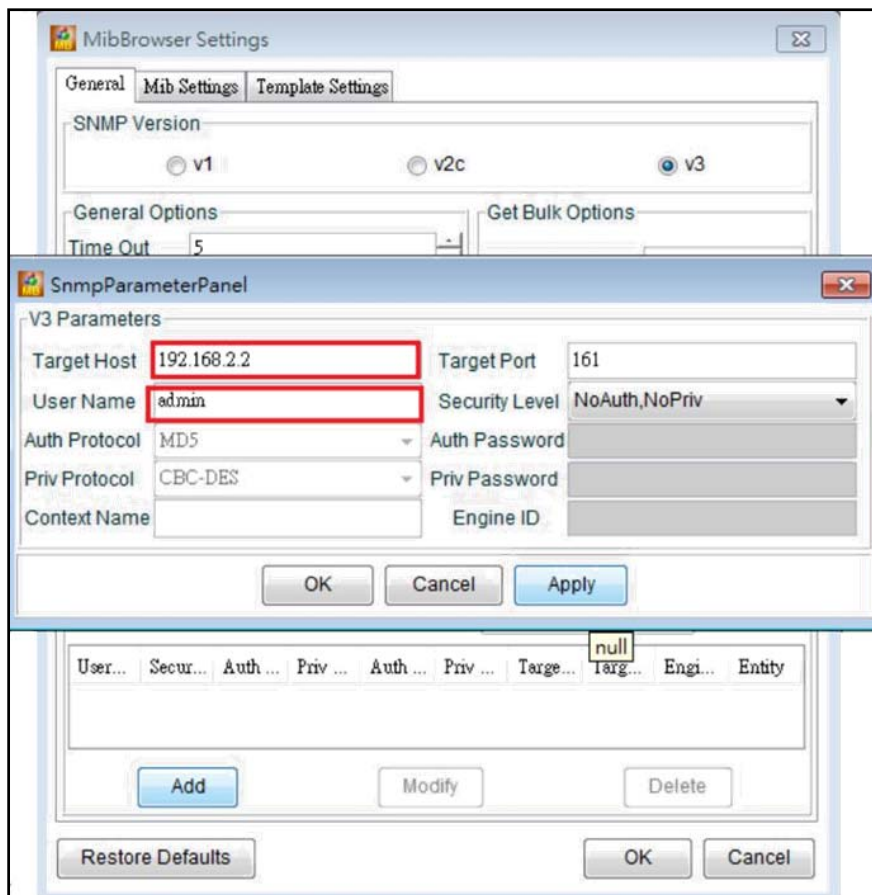 MibBrowser Settings
General Mib Settings Template Settings
SNMP Version
v1 v2c v3
General Options Get Bulk Options
Time Out 5
SnmpParameterPanel
V3 Parameters
Target Host 192.168.2.2 Target Port 161
User Name admin Security Level NoAuth,NoPriv
Auth Protocol MD5 Auth Password
Priv Protocol CBC-DES Priv Password
Context Name Engine ID
OK Cancel Apply
null
User... Secur... Auth ... Priv ... Auth ... Priv ... Targe... Targ... Engi... Entity
Add Modify Delete
Restore Defaults OK Cancel